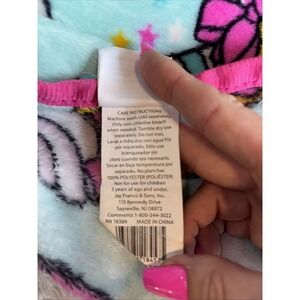 CARE INSTRUCTIONS
Machine wash cold separately.
Only non-chlorine bleach
when needed. Tumble dry low
separately. Do not iron.
Lavar a máquina con agua fría
por separado. Sólo use
blanqueador sin
cloro cuando sea necesario.
Secar en baja temperatura
por separado. No planchar.
100% POLYESTER (POLIÉSTER)
Not for use for children
3 years of age and under.
Jay Franco & Sons, Inc.
115 Kennedy Drive
Sayreville, NJ 08872
Comments 1-800-344-3022
RN 18389 MADE IN CHINA